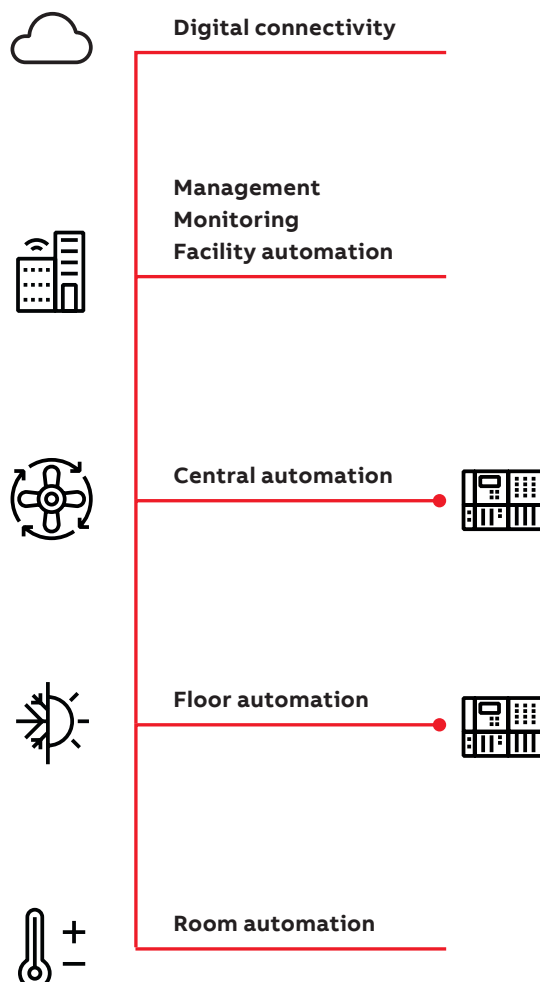 Digital connectivity
Management
Monitoring
Facility automation
Central automation
Floor automation
Room automation